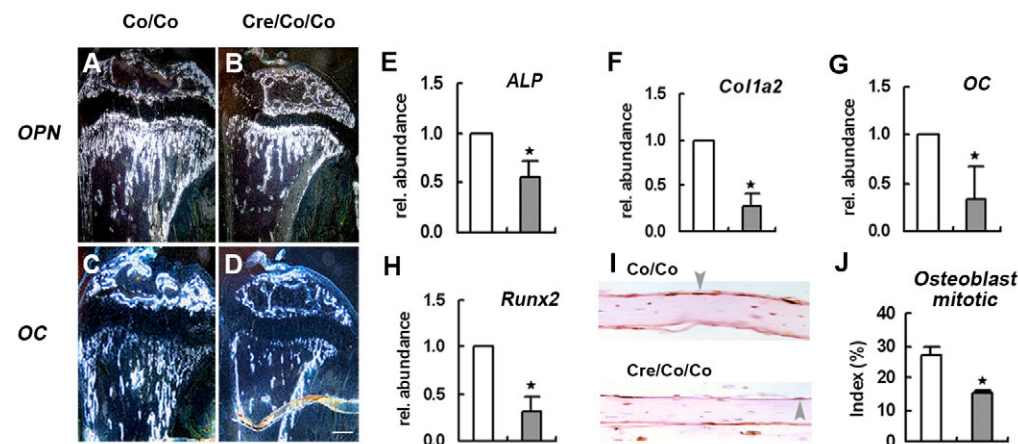 Co/Co Cre/Co/Co
OPN
A
B
OC
C
D
E
ALP
rel. abundance
1.5
1.0
0.5
0.0
★
F
Col1a2
rel. abundance
1.5
1.0
0.5
0.0
★
G
OC
rel. abundance
1.5
1.0
0.5
0.0
★
H
Runx2
rel. abundance
1.5
1.0
0.5
0.0
★
I
Co/Co
Cre/Co/Co
J
Osteoblast
mitotic
Index (%)
40
30
20
10
0
★